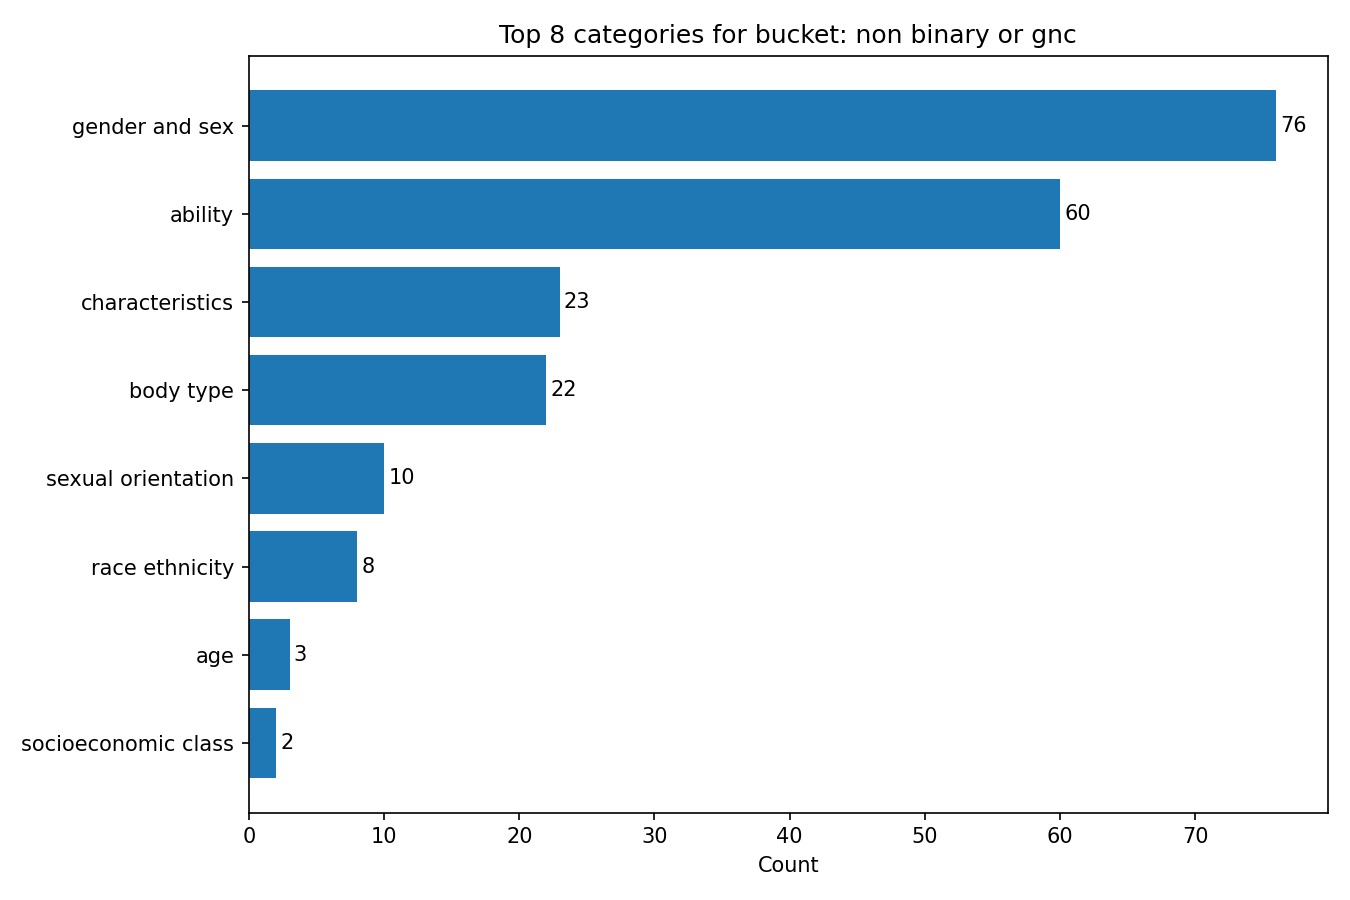 Top 8 categories for bucket: non binary or gnc
gender and sex 76
ability 60
characteristics 23
body type 22
sexual orientation 10
race ethnicity 8
age 3
socioeconomic class 2
0 10 20 30 40 50 60 70
Count